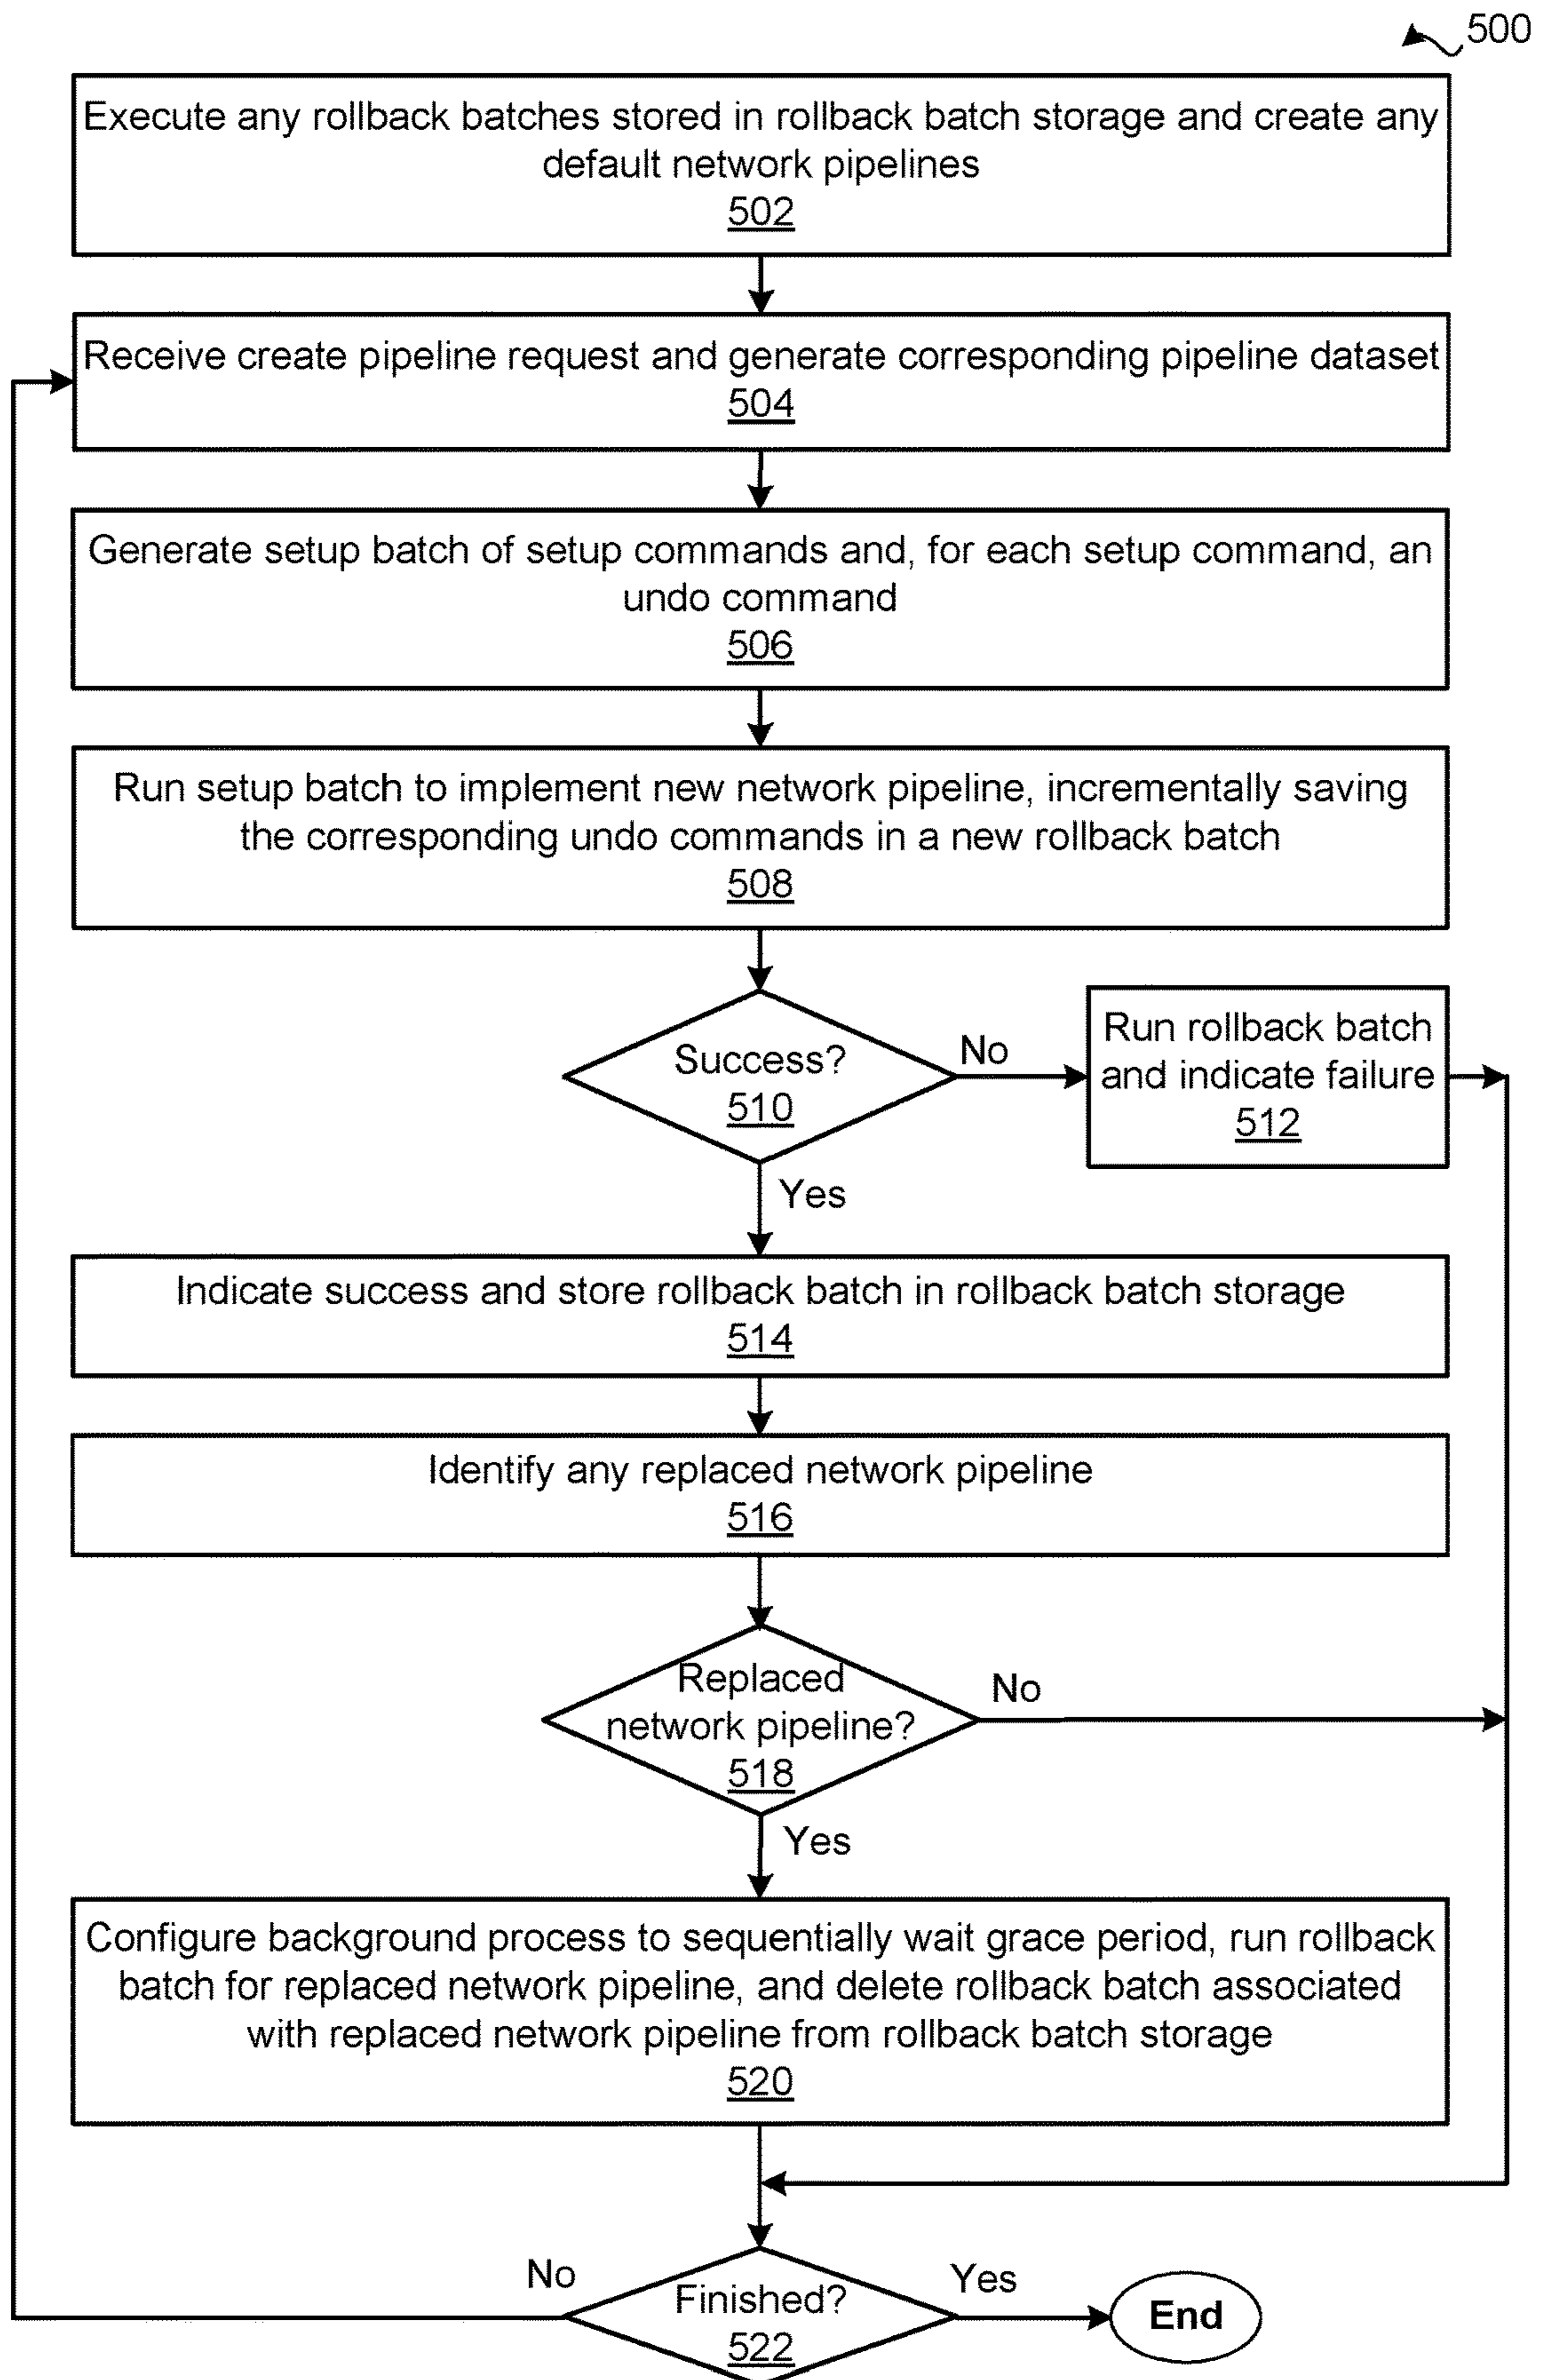 500
Execute any rollback batches stored in rollback batch storage and create any
default network pipelines
502
Receive create pipeline request and generate corresponding pipeline dataset
504
Generate setup batch of setup commands and, for each setup command, an
undo command
506
Run setup batch to implement new network pipeline, incrementally saving
the corresponding undo commands in a new rollback batch
508
Success?
510
No
Run rollback batch
and indicate failure
512
Yes
Indicate success and store rollback batch in rollback batch storage
514
Identify any replaced network pipeline
516
Replaced
network pipeline?
518
No
Yes
Configure background process to sequentially wait grace period, run rollback
batch for replaced network pipeline, and delete rollback batch associated
with replaced network pipeline from rollback batch storage
520
No
Finished?
522
Yes
End